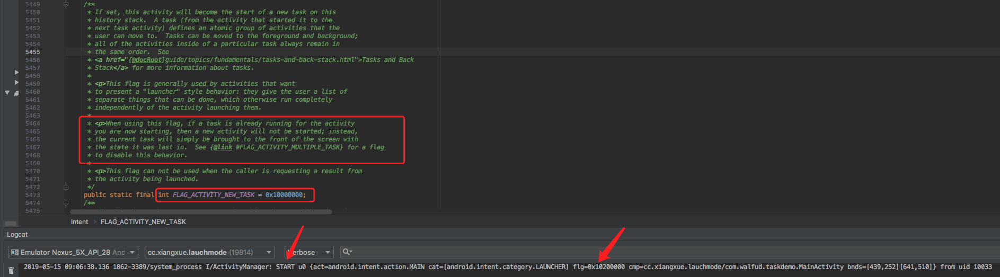 5449 /**
5450 * If set, this activity will become the start of a new task on this
5451 * history stack.  A task (from the activity that started it to the
5452 * next task activity) defines an atomic group of activities that the
5453 * user can move to.  Tasks can be moved to the foreground and background;
5454 * all of the activities inside of a particular task always remain in
5455 * the same order.  See
5456 * <a href="{@docRoot}guide/topics/fundamentals/tasks-and-back-stack.html">Tasks and Back
5457 * Stack</a> for more information about tasks.
5458 *
5459 * <p>This flag is generally used by activities that want
5460 * to present a "launcher" style behavior: they give the user a list of
5461 * separate things that can be done, which otherwise run completely
5462 * independently of the activity launching them.
5463 *
5464 * <p>When using this flag, if a task is already running for the activity
5465 * you are now starting, then a new activity will not be started; instead,
5466 * the current task will simply be brought to the front of the screen with
5467 * the state it was last in.  See {@link #FLAG_ACTIVITY_MULTIPLE_TASK} for a flag
5468 * to disable this behavior.
5469 *
5470 * <p>This flag can not be used when the caller is requesting a result from
5471 * the activity being launched.
5472 */
5473 public static final int FLAG_ACTIVITY_NEW_TASK = 0x10000000;
5474 /**
5475
Intent › FLAG_ACTIVITY_NEW_TASK
Logcat
Emulator Nexus_5X_API_28 And cc.xiangxue.lauchmode (19814) Verbose
2019-05-15 09:06:38.136 1862-3389/system_process I/ActivityManager: START u0 {act=android.intent.action.MAIN cat=[android.intent.category.LAUNCHER] flg=0x10200000 cmp=cc.xiangxue.lauchmode/com.walfud.taskdemo.MainActivity bnds=[439,252][641,510]} from uid 10033